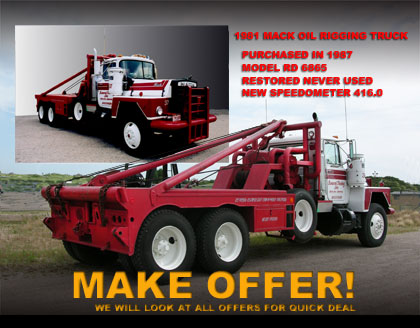 1981 MACK OIL RIGGING TRUCK
PURCHASED IN 1987
MODEL RD 6865
RESTORED NEVER USED
NEW SPEEDOMETER 416.0
MAKE OFFER!
WE WILL LOOK AT ALL OFFERS FOR QUICK DEAL